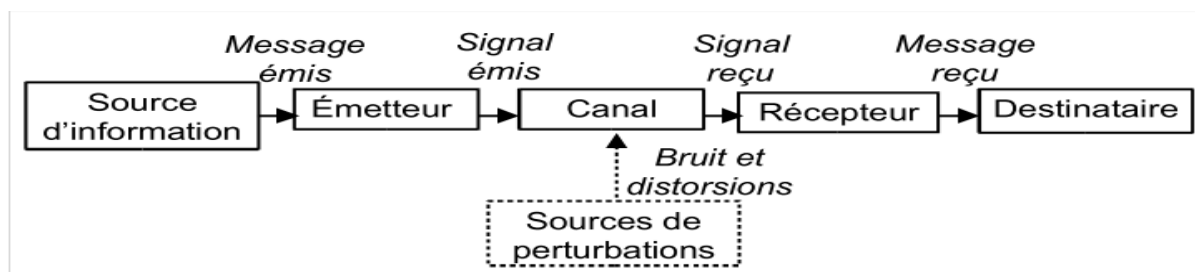 Message
émis
Signal
émis
Signal
reçu
Message
reçu
Source
d’information
Émetteur
Canal
Récepteur
Destinataire
Bruit et
distorsions
Sources de
perturbations